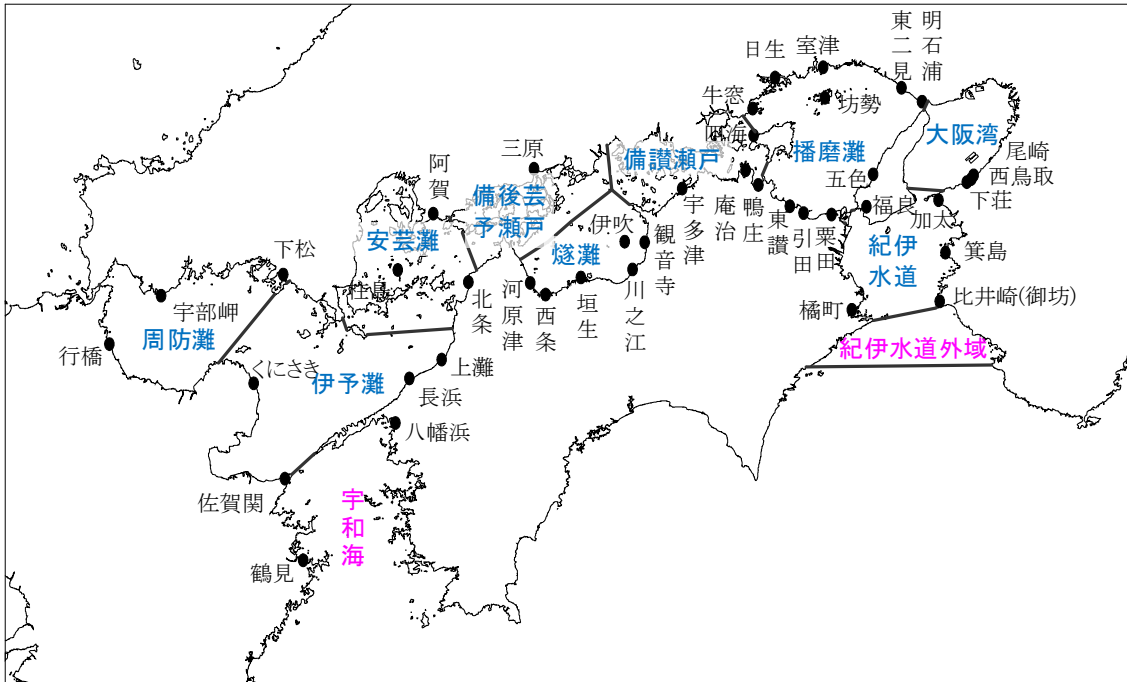 日生
室津
東二見
明石浦
牛窓
坊勢
四海
大阪湾
播磨灘
備讃瀬戸
三原
尾崎
西鳥取
下荘
五色
阿賀
備後芸
予瀬戸
福良
加太
宇多津
庵治
鴨庄
東讃
引田
粟田
安芸灘
伊吹
観音寺
燧灘
紀伊
水道
箕島
下松
柱島
北条
河原津
西条
垣生
川之江
橘町
比井崎(御坊)
宇部岬
周防灘
行橋
紀伊水道外域
くにさき
伊予灘
上灘
長浜
八幡浜
佐賀関
宇和海
鶴見